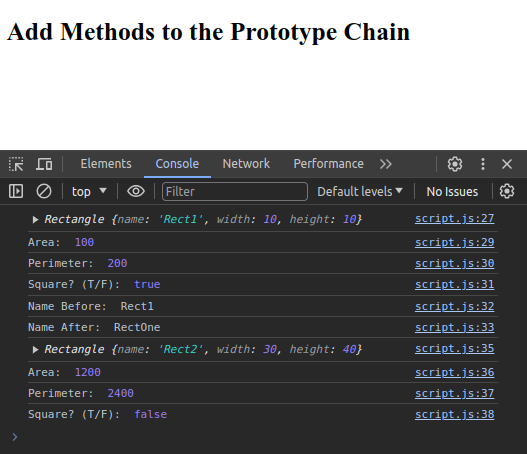 Add Methods to the Prototype Chain
Elements Console Network Performance
top Filter Default levels No Issues
Rectangle {name: 'Rect1', width: 10, height: 10} script.js:27
Area: 100 script.js:29
Perimeter: 200 script.js:30
Square? (T/F): true script.js:31
Name Before: Rect1 script.js:32
Name After: RectOne script.js:33
Rectangle {name: 'Rect2', width: 30, height: 40} script.js:35
Area: 1200 script.js:36
Perimeter: 2400 script.js:37
Square? (T/F): false script.js:38